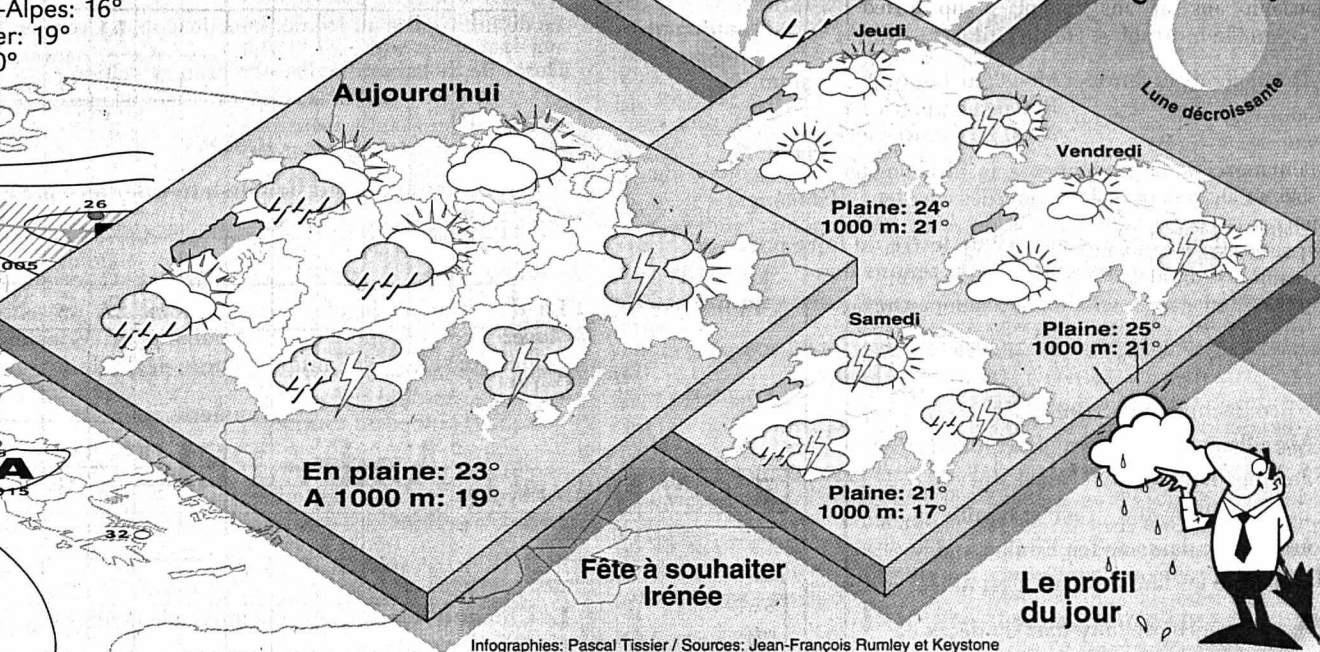 -Alpes: 16°
er: 19°
0°
Aujourd'hui
En plaine: 23°
A 1000 m: 19°
26
005
A
015
32
Jeudi
Plaine: 24°
1000 m: 21°
Vendredi
Plaine: 25°
1000 m: 21°
Samedi
Plaine: 21°
1000 m: 17°
Lune décroissante
Fête à souhaiter
Irénée
Le profil
du jour
Infographies: Pascal Tissier / Sources: Jean-François Rumley et Keystone